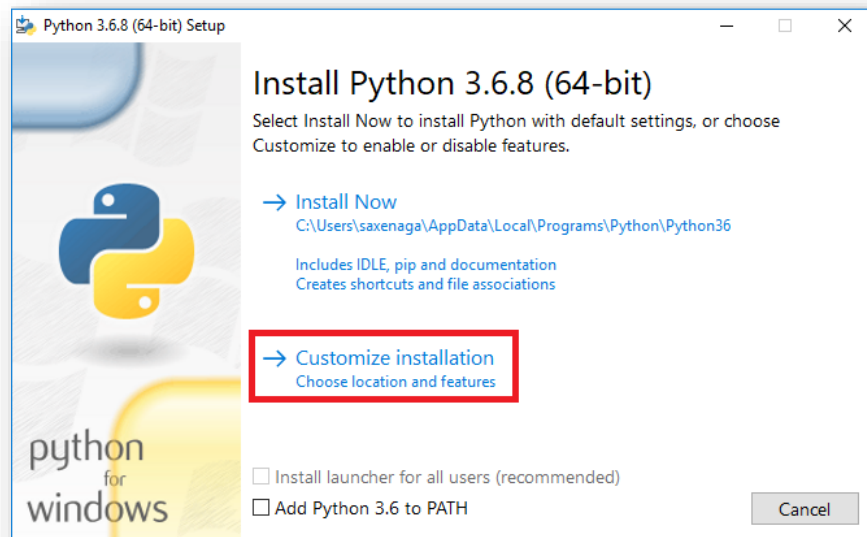 Python 3.6.8 (64-bit) Setup
Install Python 3.6.8 (64-bit)
Select Install Now to install Python with default settings, or choose
Customize to enable or disable features.
Install Now
C:\Users\saxenaga\AppData\Local\Programs\Python\Python36
Includes IDLE, pip and documentation
Creates shortcuts and file associations
Customize installation
Choose location and features
python
for
windows
Install launcher for all users (recommended)
Add Python 3.6 to PATH
Cancel